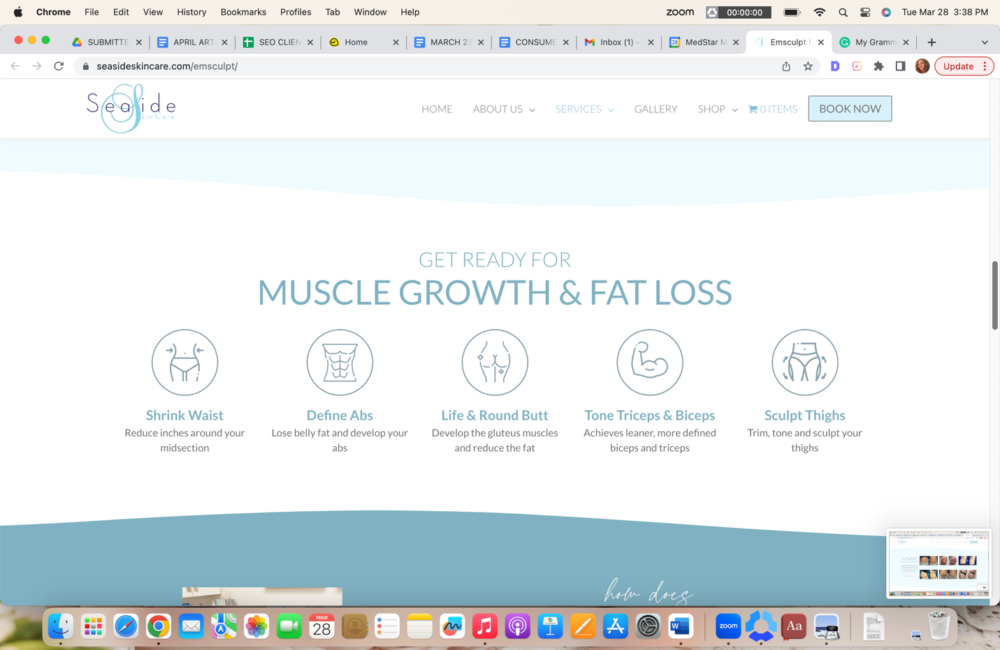 Chrome File Edit View History Bookmarks Profiles Tab Window Help zoom 00:00:00 Tue Mar 28 3:38 PM
SUBMITTE APRIL ART SEO CLIEN Home MARCH 23 CONSUME Inbox (1) - MedStar M Emsculpt My Gramm
seasideskincare.com/emsculpt/ Update
Seaside
Skin Care
HOME ABOUT US SERVICES GALLERY SHOP 0 ITEMS BOOK NOW
GET READY FOR
MUSCLE GROWTH & FAT LOSS
Shrink Waist
Reduce inches around your
midsection
Define Abs
Lose belly fat and develop your
abs
Life & Round Butt
Develop the gluteus muscles
and reduce the fat
Tone Triceps & Biceps
Achieves leaner, more defined
biceps and triceps
Sculpt Thighs
Trim, tone and sculpt your
thighs
how does
MAR
28
zoom
Aa